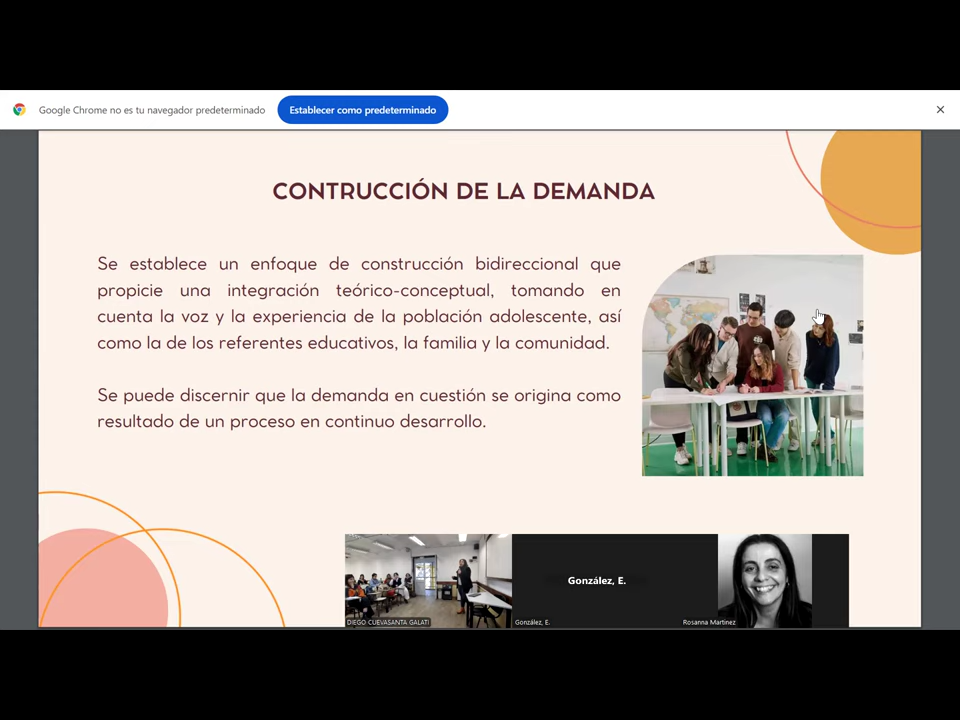 Google Chrome no es tu navegador predeterminado
Establecer como predeterminado
CONTRUCCIÓN DE LA DEMANDA
Se establece un enfoque de construcción bidireccional que
propicie una integración teórico-conceptual, tomando en
cuenta la voz y la experiencia de la población adolescente, así
como la de los referentes educativos, la familia y la comunidad.
Se puede discernir que la demanda en cuestión se origina como
resultado de un proceso en continuo desarrollo.
González, E.
DIEGO CUEVASANTA GALATI
González, E.
Rosanna Martinez